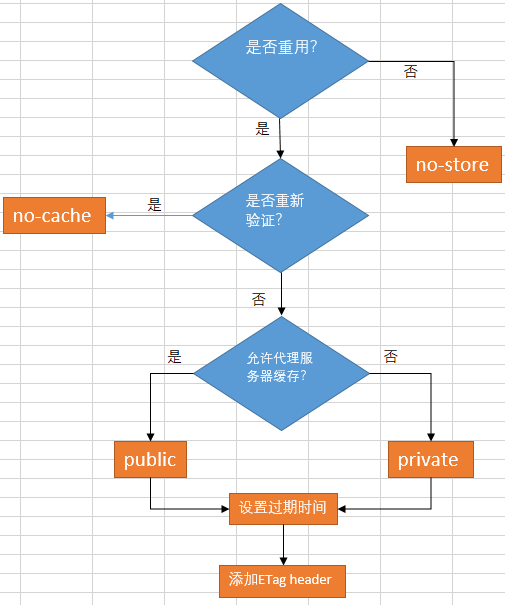 是否重用?
否
是
no-store
是否重新
验证?
是
no-cache
否
允许代理服
务器缓存?
是
否
public
private
设置过期时间
添加ETag header